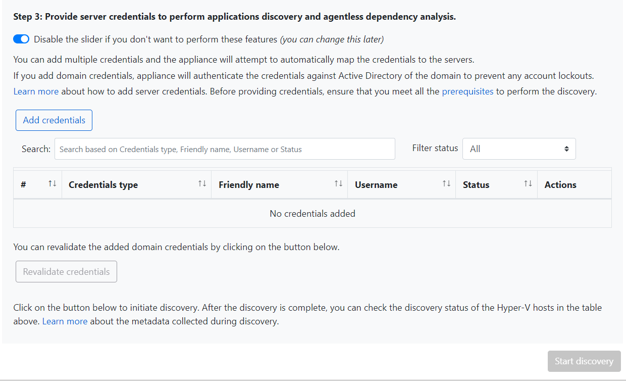 Step 3: Provide server credentials to perform applications discovery and agentless dependency analysis.
Disable the slider if you don't want to perform these features (you can change this later)
You can add multiple credentials and the appliance will attempt to automatically map the credentials to the servers.
If you add domain credentials, appliance will authenticate the credentials against Active Directory of the domain to prevent any account lockouts.
Learn more about how to add server credentials. Before providing credentials, ensure that you meet all the prerequisites to perform the discovery.
Add credentials
Search: Search based on Credentials type, Friendly name, Username or Status Filter status All
# Credentials type Friendly name Username Status Actions
No credentials added
You can revalidate the added domain credentials by clicking on the button below.
Revalidate credentials
Click on the button below to initiate discovery. After the discovery is complete, you can check the discovery status of the Hyper-V hosts in the table
above. Learn more about the metadata collected during discovery.
Start discovery